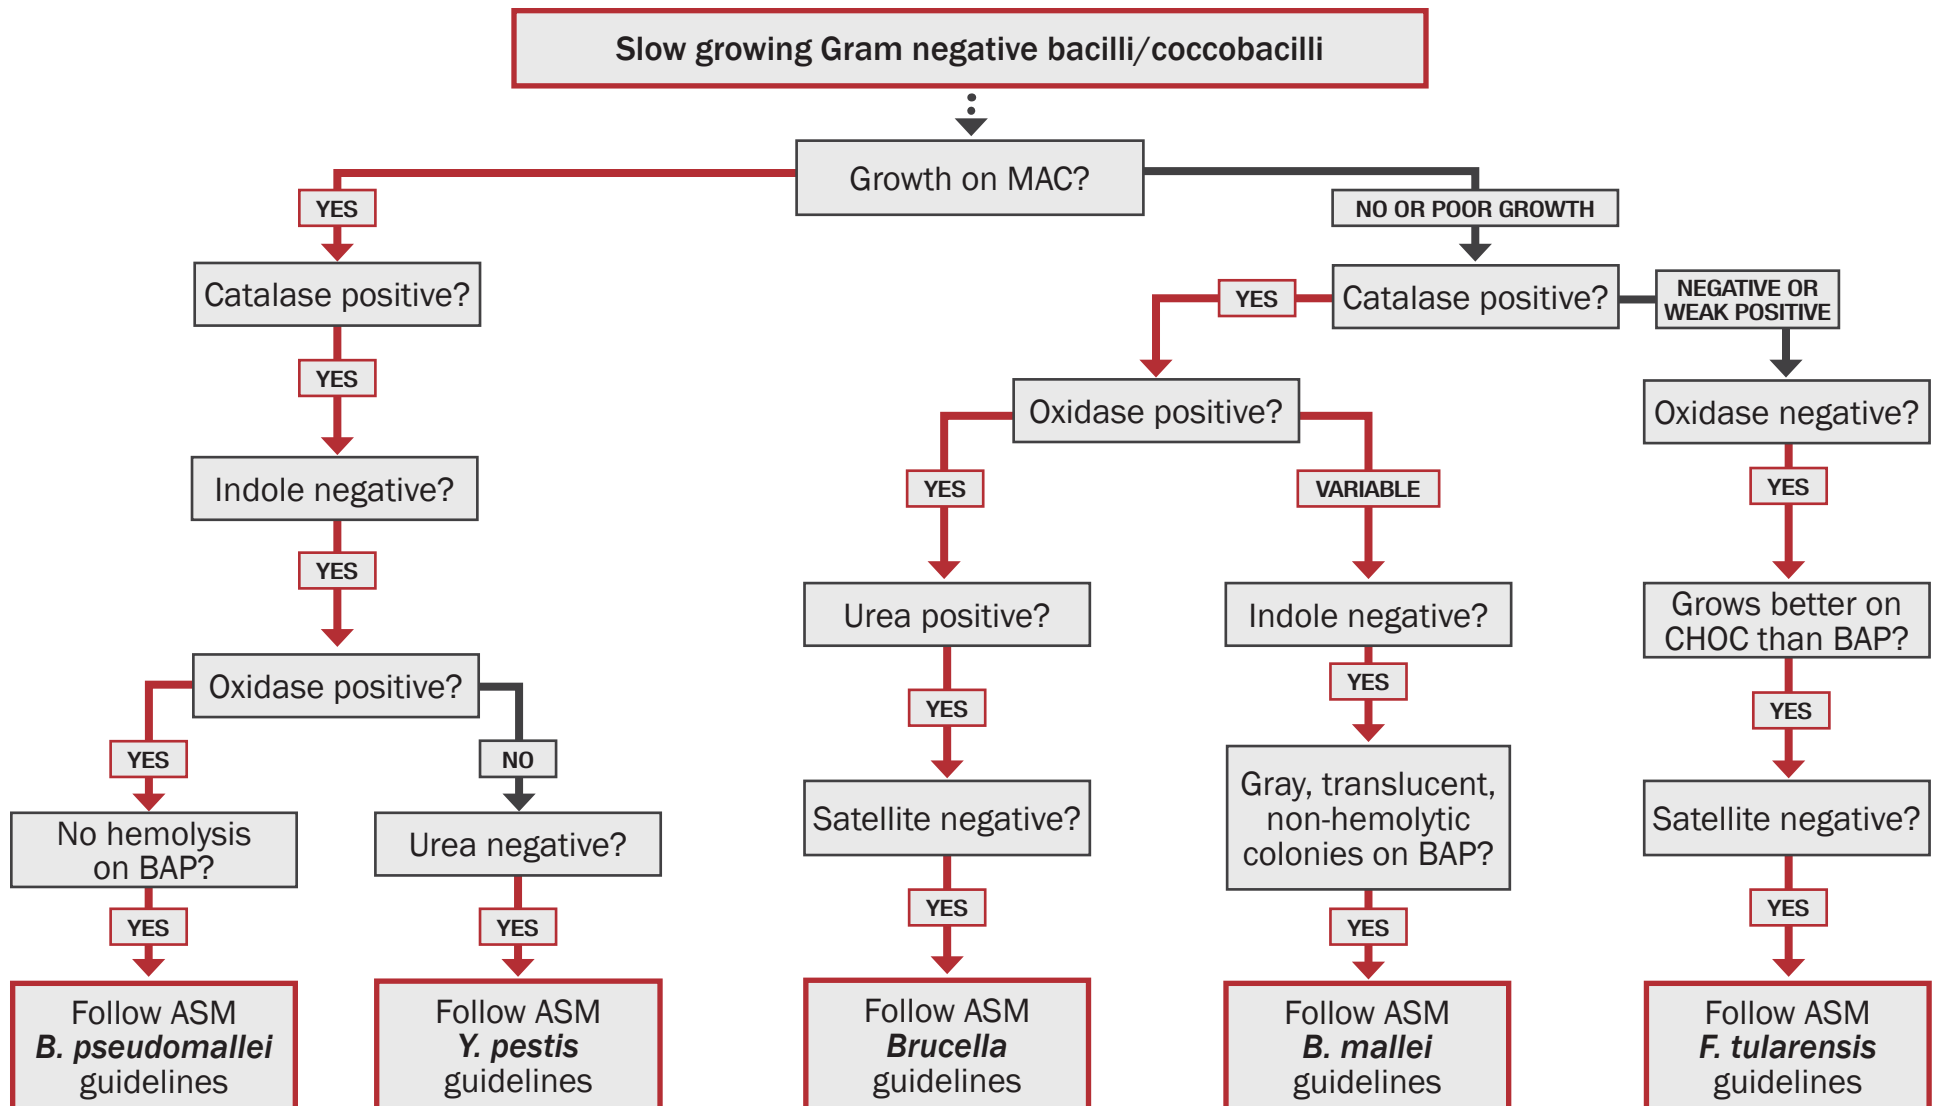 Slow growing Gram negative bacilli/coccobacilli
Growth on MAC?
YES
NO OR POOR GROWTH
Catalase positive?
YES
Indole negative?
YES
Oxidase positive?
YES
NO
No hemolysis
on BAP?
YES
Follow ASM
B. pseudomallei
guidelines
Urea negative?
YES
Follow ASM
Y. pestis
guidelines
Catalase positive?
YES
NEGATIVE OR
WEAK POSITIVE
Oxidase positive?
YES
VARIABLE
Urea positive?
YES
Satellite negative?
YES
Follow ASM
Brucella
guidelines
Indole negative?
YES
Gray, translucent,
non-hemolytic
colonies on BAP?
YES
Follow ASM
B. mallei
guidelines
Oxidase negative?
YES
Grows better on
CHOC than BAP?
YES
Satellite negative?
YES
Follow ASM
F. tularensis
guidelines